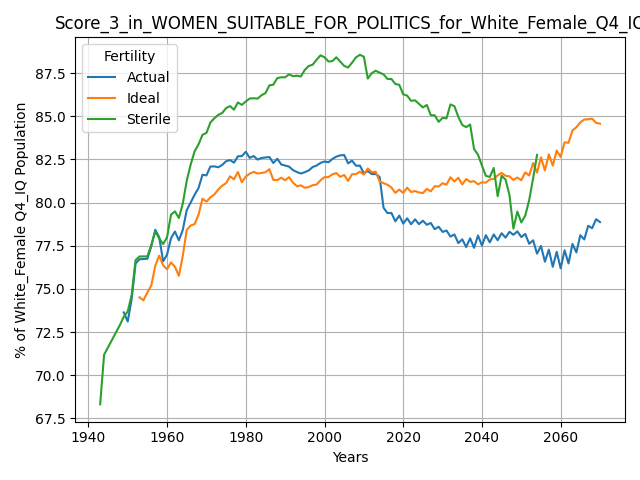 Score_3_in_WOMEN_SUITABLE_FOR_POLITICS_for_White_Female_Q4_IQ
Fertility
Actual
Ideal
Sterile
% of White_Female Q4_IQ Population
87.5
85.0
82.5
80.0
77.5
75.0
72.5
70.0
67.5
1940 1960 1980 2000 2020 2040 2060
Years